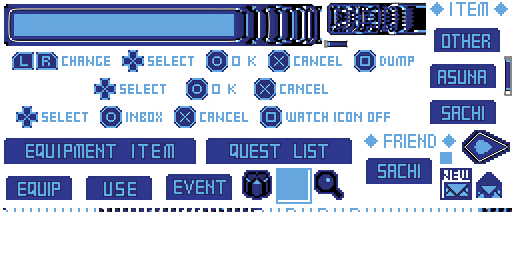 ITEM
OTHER
L R CHANGE SELECT O K CANCEL DUMP
ASUNA
SELECT O K CANCEL
SACHI
SELECT INBOX CANCEL WATCH ICON OFF
EQUIPMENT ITEM QUEST LIST
FRIEND
SACHI
EQUIP USE EVENT
NEW